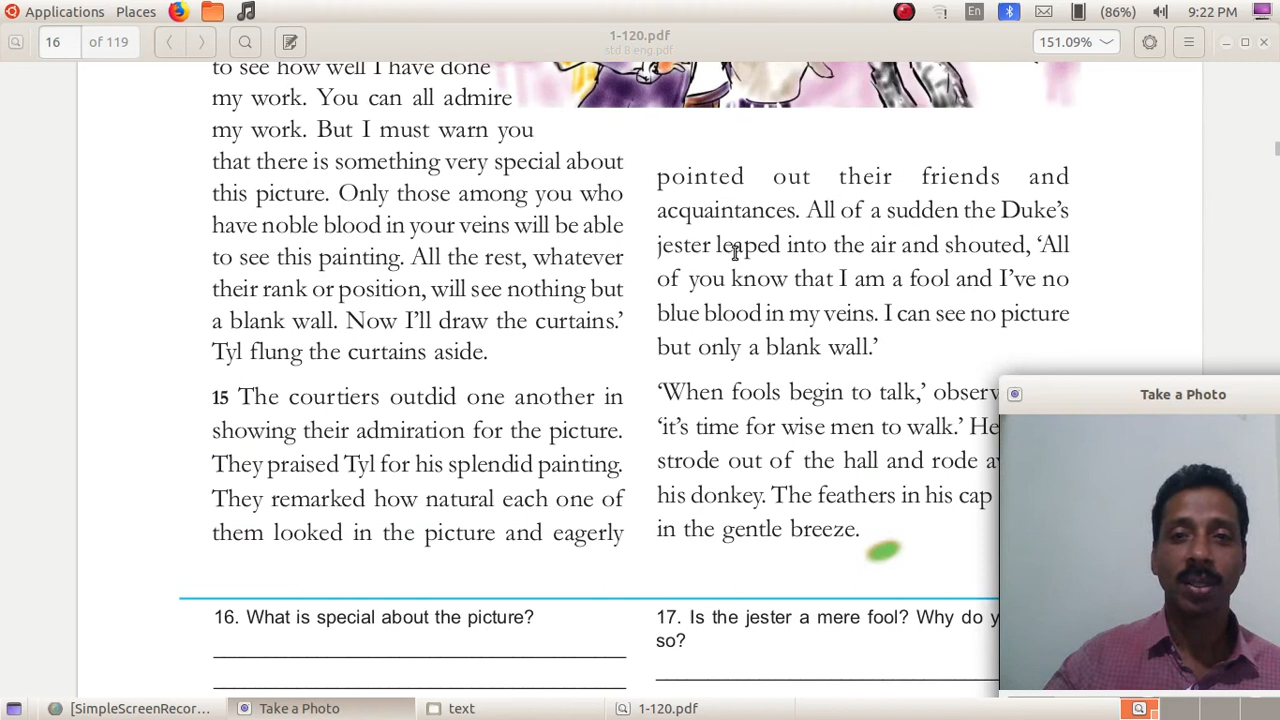 Applications Places En (86%) 9:22 PM
16 of 119 1-120.pdf 151.09%
std 8 eng.pdf
to see how well I have done
my work. You can all admire
my work. But I must warn you
that there is something very special about
this picture. Only those among you who
have noble blood in your veins will be able
to see this painting. All the rest, whatever
their rank or position, will see nothing but
a blank wall. Now I’ll draw the curtains.’
Tyl flung the curtains aside.
15 The courtiers outdid one another in
showing their admiration for the picture.
They praised Tyl for his splendid painting.
They remarked how natural each one of
them looked in the picture and eagerly
pointed out their friends and
acquaintances. All of a sudden the Duke’s
jester leaped into the air and shouted, ‘All
of you know that I am a fool and I’ve no
blue blood in my veins. I can see no picture
but only a blank wall.’
‘When fools begin to talk,’ obser
‘it’s time for wise men to walk.’ He
strode out of the hall and rode
his donkey. The feathers in his cap
in the gentle breeze.
16. What is special about the picture?
17. Is the jester a mere fool? Why do
so?
Take a Photo
[SimpleScreenRecor... Take a Photo text 1-120.pdf